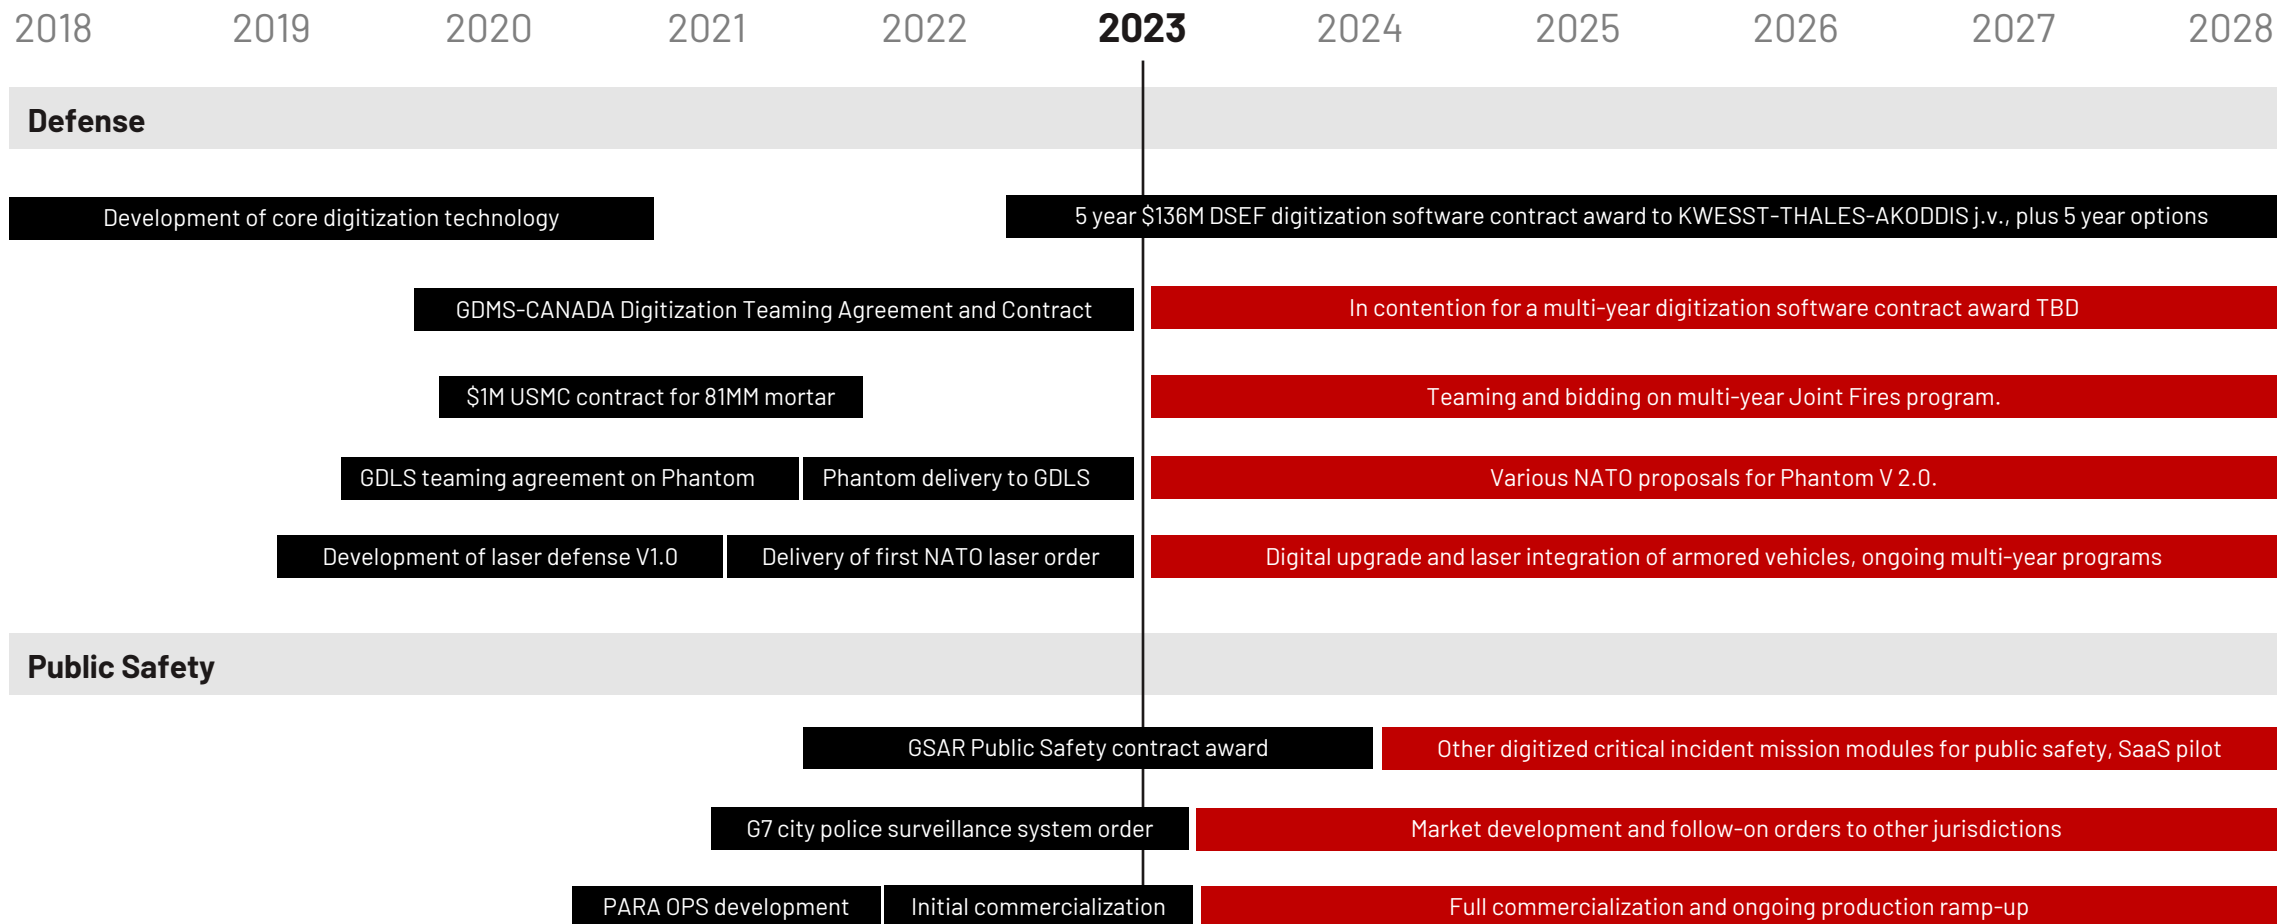 2018 2019 2020 2021 2022 2023 2024 2025 2026 2027 2028
Defense
Development of core digitization technology
5 year $136M DSEF digitization software contract award to KWESST-THALES-AKODDIS j.v., plus 5 year options
GDMS-CANADA Digitization Teaming Agreement and Contract
In contention for a multi-year digitization software contract award TBD
$1M USMC contract for 81MM mortar
Teaming and bidding on multi-year Joint Fires program.
GDLS teaming agreement on Phantom
Phantom delivery to GDLS
Various NATO proposals for Phantom V 2.0.
Development of laser defense V1.0
Delivery of first NATO laser order
Digital upgrade and laser integration of armored vehicles, ongoing multi-year programs
Public Safety
GSAR Public Safety contract award
Other digitized critical incident mission modules for public safety, SaaS pilot
G7 city police surveillance system order
Market development and follow-on orders to other jurisdictions
PARA OPS development
Initial commercialization
Full commercialization and ongoing production ramp-up